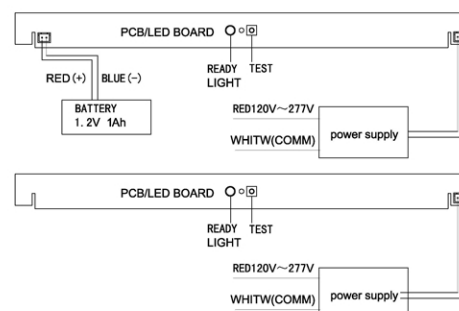 PCB/LED BOARD
RED(+) BLUE(-)
READY TEST
LIGHT
BATTERY
1.2V 1Ah
RED120V～277V
WHITW(COMM)
power supply
PCB/LED BOARD
READY TEST
LIGHT
RED120V～277V
WHITW(COMM)
power supply